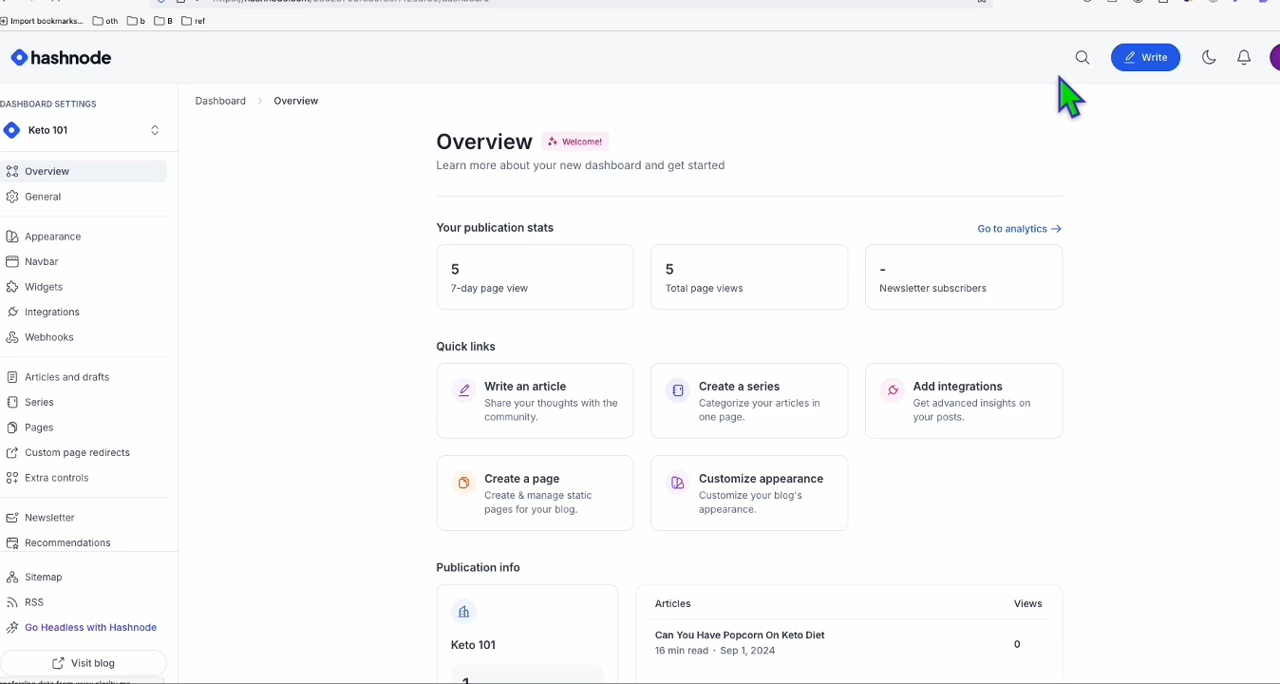 Import bookmarks...
oth
b
B
ref
hashnode
Write
DASHBOARD SETTINGS
Keto 101
Overview
General
Appearance
Navbar
Widgets
Integrations
Webhooks
Articles and drafts
Series
Pages
Custom page redirects
Extra controls
Newsletter
Recommendations
Sitemap
RSS
Go Headless with Hashnode
Visit blog
Dashboard > Overview
Overview
Welcome!
Learn more about your new dashboard and get started
Your publication stats
Go to analytics →
5
7-day page view
5
Total page views
-
Newsletter subscribers
Quick links
Write an article
Share your thoughts with the
community.
Create a series
Categorize your articles in
one page.
Add integrations
Get advanced insights on
your posts.
Create a page
Create & manage static
pages for your blog.
Customize appearance
Customize your blog's
appearance.
Publication info
Keto 101
1
Articles
Views
Can You Have Popcorn On Keto Diet
16 min read · Sep 1, 2024
0